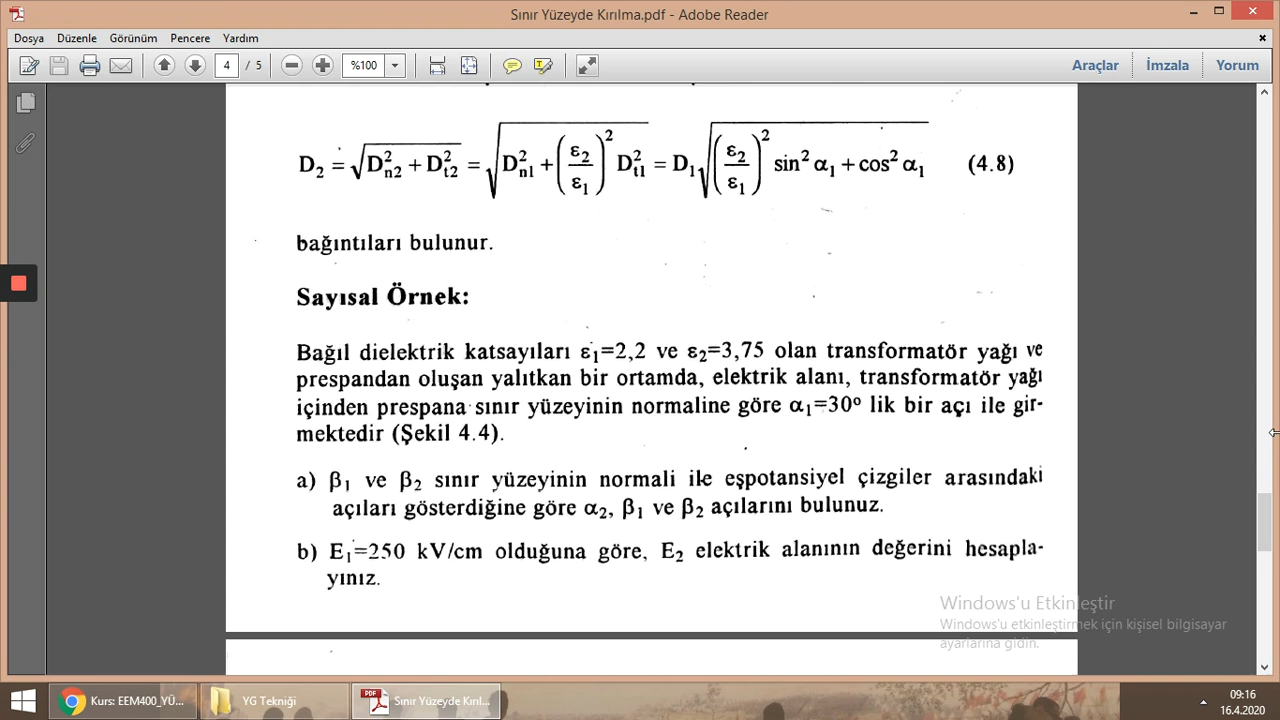 Sınır Yüzeyde Kırılma.pdf - Adobe Reader
Dosya Düzenle Görünüm Pencere Yardım
4 / 5 %100 Araçlar İmzala Yorum
D₂ = √(Dₙ₂² + Dₜ₂²) = √(Dₙ₁² + (ε₂/ε₁)² Dₜ₁²) = D₁√((ε₂/ε₁)² sin² α₁ + cos² α₁) (4.8)
bağıntıları bulunur.
Sayısal Örnek:
Bağıl dielektrik katsayıları ε₁=2,2 ve ε₂=3,75 olan transformatör yağı ve
prespandan oluşan yalıtkan bir ortamda, elektrik alanı, transformatör yağı
içinden prespana sınır yüzeyinin normaline göre α₁=30° lik bir açı ile gir-
mektedir (Şekil 4.4).
a) β₁ ve β₂ sınır yüzeyinin normali ile eşpotansiyel çizgiler arasındaki
açıları gösterdiğine göre α₂, β₁ ve β₂ açılarını bulunuz.
b) E₁=250 kV/cm olduğuna göre, E₂ elektrik alanının değerini hesapla-
yınız.
Windows'u Etkinleştir
Windows'u etkinleştirmek için kişisel bilgisayar
ayarlarına gidin.
Kurs: EEM400_YÜ... YG Tekniği Sınır Yüzeyde Kırıl...
09:16
16.4.2020